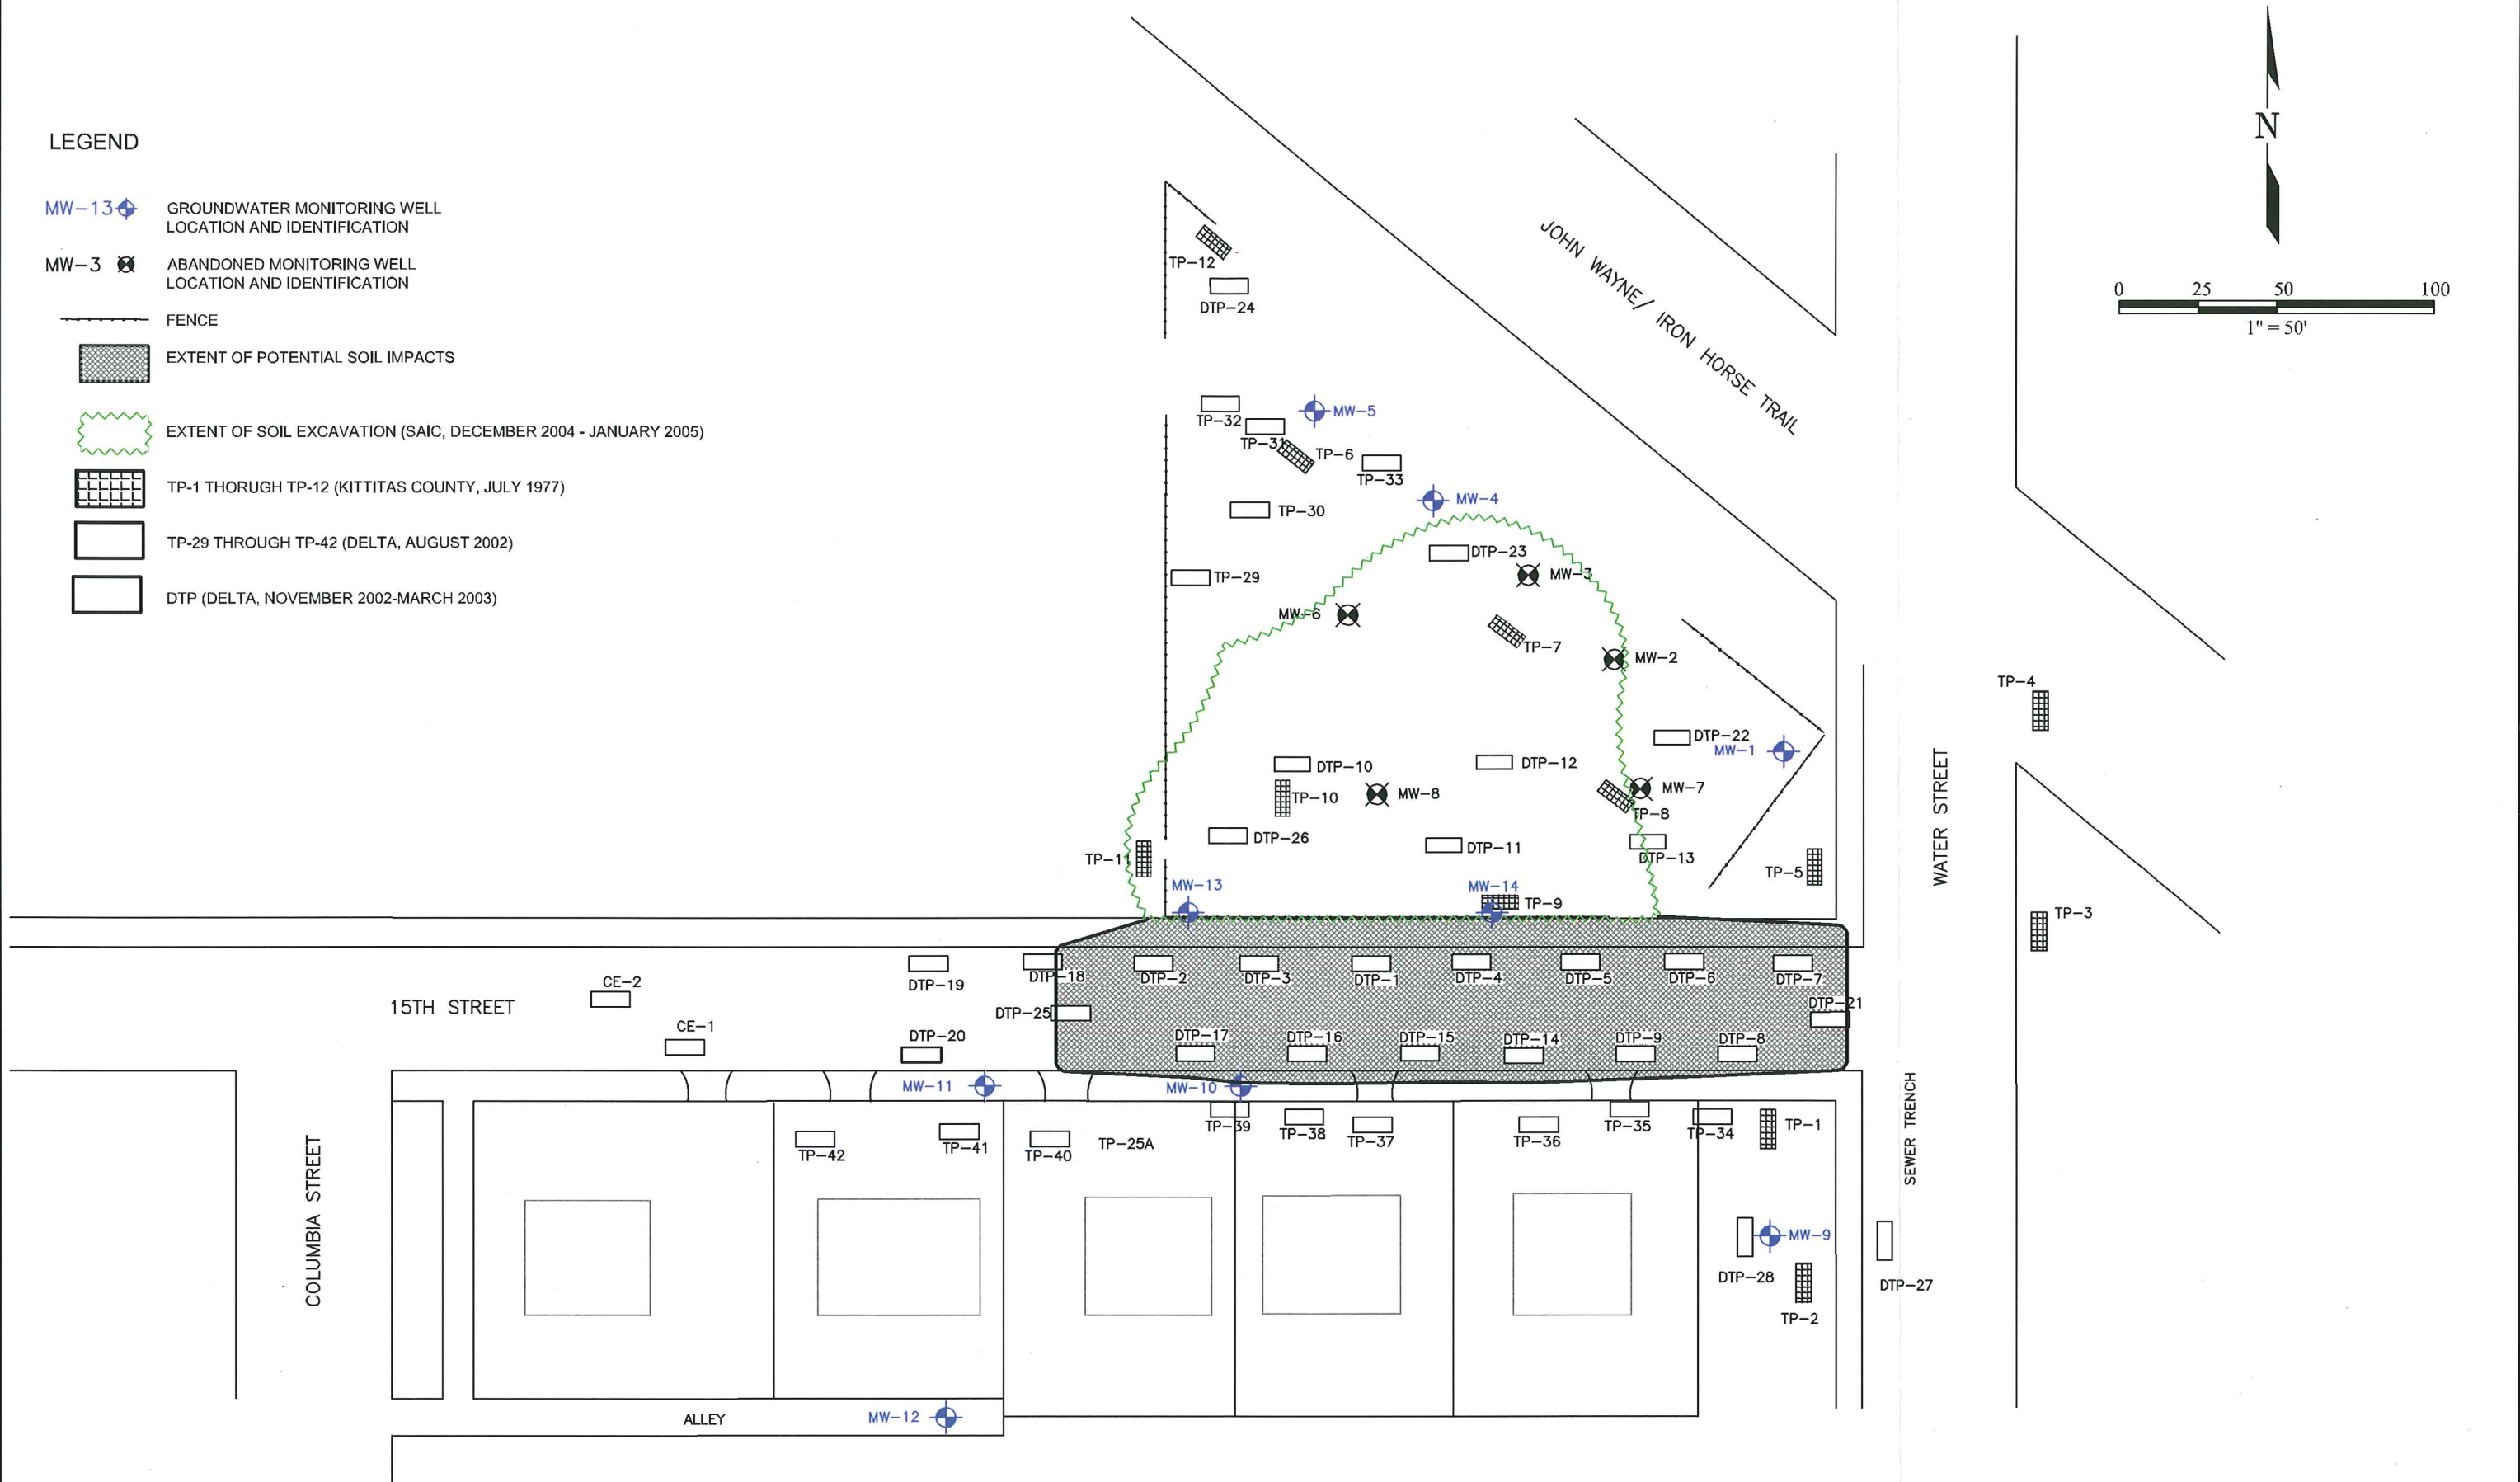 LEGEND
MW-13
GROUNDWATER MONITORING WELL
LOCATION AND IDENTIFICATION
MW-3
ABANDONED MONITORING WELL
LOCATION AND IDENTIFICATION
FENCE
EXTENT OF POTENTIAL SOIL IMPACTS
EXTENT OF SOIL EXCAVATION (SAIC, DECEMBER 2004 - JANUARY 2005)
TP-1 THORUGH TP-12 (KITTITAS COUNTY, JULY 1977)
TP-29 THROUGH TP-42 (DELTA, AUGUST 2002)
DTP (DELTA, NOVEMBER 2002-MARCH 2003)
N
0 25 50 100
1" = 50'
JOHN WAYNE/ IRON HORSE TRAIL
TP-12
DTP-24
TP-32
MW-5
TP-31
TP-6
TP-33
MW-4
TP-30
DTP-23
TP-29
MW-3
MW-6
TP-7
MW-2
TP-4
DTP-22
MW-1
DTP-10
DTP-12
TP-10
MW-8
MW-7
TP-8
DTP-26
DTP-11
DTP-13
TP-11
TP-5
WATER STREET
MW-13
MW-14
TP-9
TP-3
DTP-19
DTP-18
DTP-2
DTP-3
DTP-1
DTP-4
DTP-5
DTP-6
DTP-7
CE-2
15TH STREET
DTP-25
DTP-21
CE-1
DTP-20
DTP-17
DTP-16
DTP-15
DTP-14
DTP-9
DTP-8
MW-11
MW-10
TP-42
TP-41
TP-40
TP-25A
TP-39
TP-38
TP-37
TP-36
TP-35
TP-34
TP-1
SEWER TRENCH
COLUMBIA STREET
MW-9
DTP-28
DTP-27
TP-2
ALLEY
MW-12